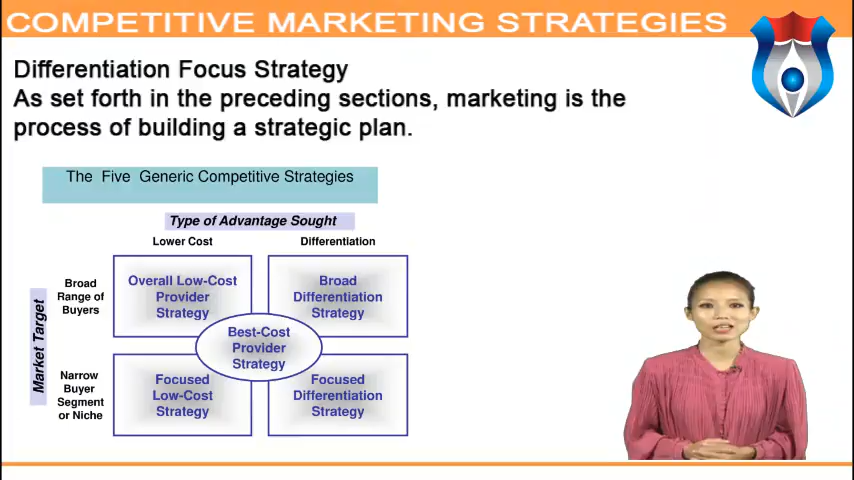 COMPETITIVE MARKETING STRATEGIES
Differentiation Focus Strategy
As set forth in the preceding sections, marketing is the
process of building a strategic plan.
The Five Generic Competitive Strategies
Type of Advantage Sought
Lower Cost
Differentiation
Market Target
Broad
Range of
Buyers
Overall Low-Cost
Provider
Strategy
Broad
Differentiation
Strategy
Best-Cost
Provider
Strategy
Narrow
Buyer
Segment
or Niche
Focused
Low-Cost
Strategy
Focused
Differentiation
Strategy